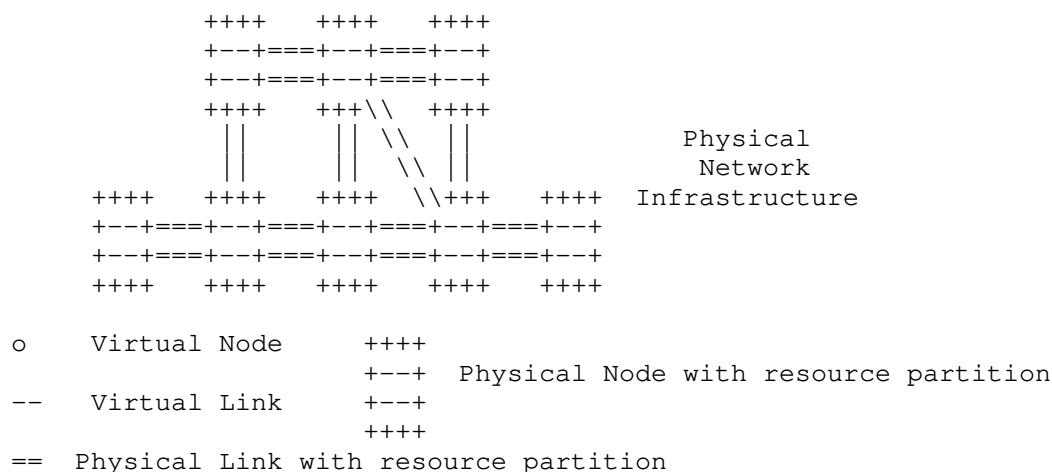 ++++   ++++   ++++
              +--+===+--+===+--+
              +--+===+--+===+--+
              ++++   +++\\  ++++
               ||     || \\  ||             Physical
               ||     ||  \\ ||              Network
       ++++   ++++   ++++  \\+++   ++++  Infrastructure
       +--+===+--+===+--+===+--+===+--+
       +--+===+--+===+--+===+--+===+--+
       ++++   ++++   ++++   ++++   ++++

  o    Virtual Node     ++++
                        +--+  Physical Node with resource partition
  --   Virtual Link     +--+
                        ++++
  ==  Physical Link with resource partition